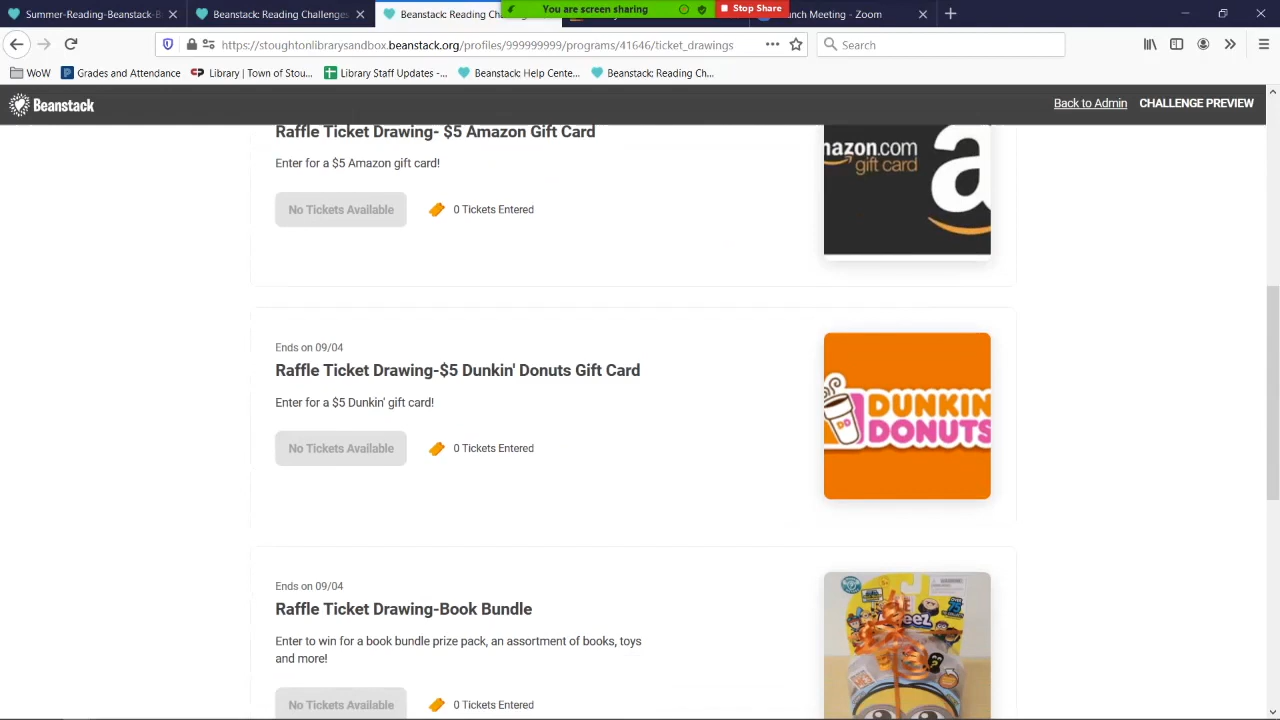 Summer-Reading-Beanstack-B
Beanstack Reading Challenges
Beanstack: Reading Ch
You are screen sharing
Stop Share
nch Meeting - Zoom
https://stoughtonlibrarysandbox.beanstack.org/profiles/999999999/programs/41646/ticket_drawings
Search
WoW
Grades and Attendance
Library | Town of Stou...
Library Staff Updates -...
Beanstack: Help Cente...
Beanstack: Reading Ch...
Beanstack
Back to Admin
CHALLENGE PREVIEW
Raffle Ticket Drawing- $5 Amazon Gift Card
Enter for a $5 Amazon gift card!
No Tickets Available
0 Tickets Entered
mazon.com
gift card
a
Ends on 09/04
Raffle Ticket Drawing-$5 Dunkin' Donuts Gift Card
Enter for a $5 Dunkin' gift card!
No Tickets Available
0 Tickets Entered
DD
DUNKIN
DONUTS
Ends on 09/04
Raffle Ticket Drawing-Book Bundle
Enter to win for a book bundle prize pack, an assortment of books, toys
and more!
No Tickets Available
0 Tickets Entered